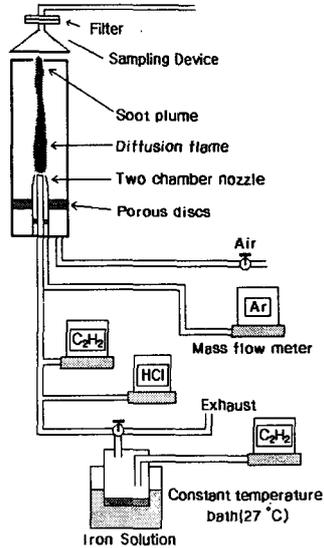 Filter
Sampling Device
Soot plume
Diffusion flame
Two chamber nozzle
Porous discs
Air
Ar
Mass flow meter
C2H2
HCl
Exhaust
C2H2
Constant temperature
bath(27 °C)
Iron Solution